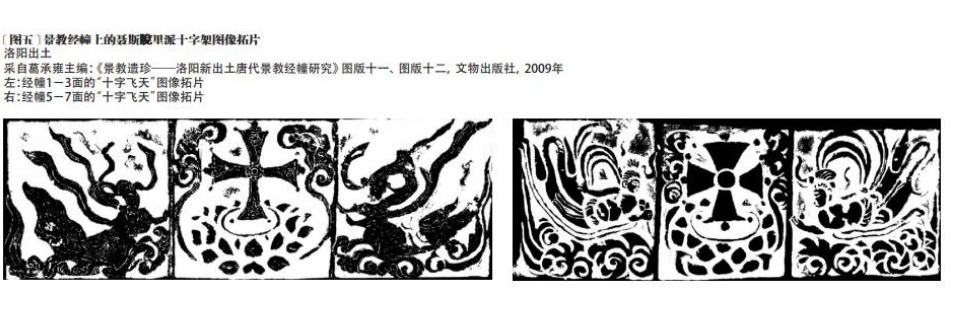 〔图五〕景教经幢上的聂斯脱里派十字架图像拓片
洛阳出土
采自葛承雍主编:《景教遗珍——洛阳新出土唐代景教经幢研究》图版十一、图版十二, 文物出版社, 2009年
左:经幢1-3面的“十字飞天”图像拓片
右:经幢5-7面的“十字飞天”图像拓片